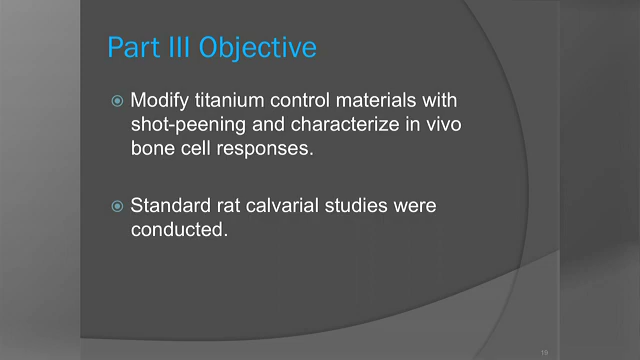 Part III Objective
Modify titanium control materials with
shot-peening and characterize in vivo
bone cell responses.
Standard rat calvarial studies were
conducted.